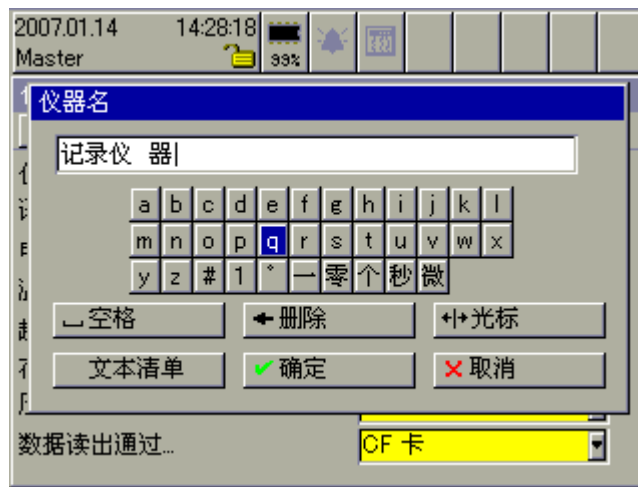 2007.01.14 14:28:18
Master
99%
仪器名
记录仪 器
a b c d e f g h i j k l
m n o p q r s t u v w x
y z # 1 ° 一 零 个 秒 微
空格 删除 光标
文本清单 确定 取消
数据读出通过... CF 卡